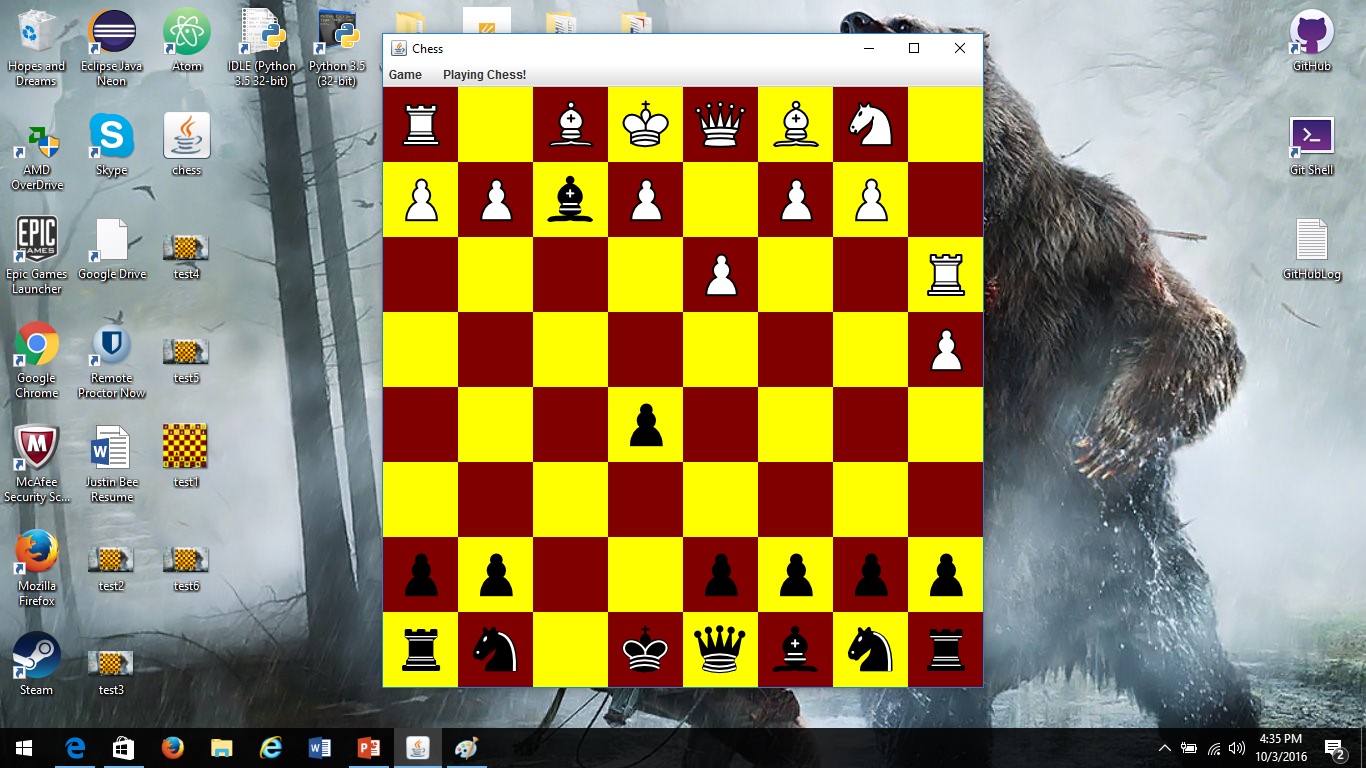 Chess
Game Playing Chess!
Hopes and
Dreams
Eclipse Java
Neon
Atom
IDLE (Python
3.5 32-bit)
Python 3.5
(32-bit)
GitHub
AMD
OverDrive
Skype
chess
Git Shell
EPIC
GAMES
Epic Games
Launcher
Google Drive
test4
GitHubLog
Google
Chrome
Remote
Proctor Now
test5
McAfee
Security Sc...
Justin Bee
Resume
test1
Mozilla
Firefox
test2
test6
Steam
test3
4:35 PM
10/3/2016
2